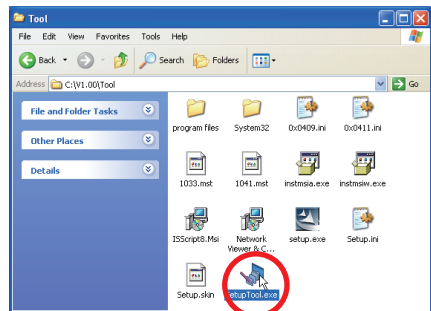 Tool
File Edit View Favorites Tools Help
Back Search Folders
Address C:\V1.00\Tool Go
File and Folder Tasks
Other Places
Details
program files System32 0x0409.ini 0x0411.ini
1033.mst 1041.mst instmsia.exe instmsiw.exe
ISScript8.Msi Network setup.exe Setup.ini
Viewer & C...
Setup.skin SetupTool.exe